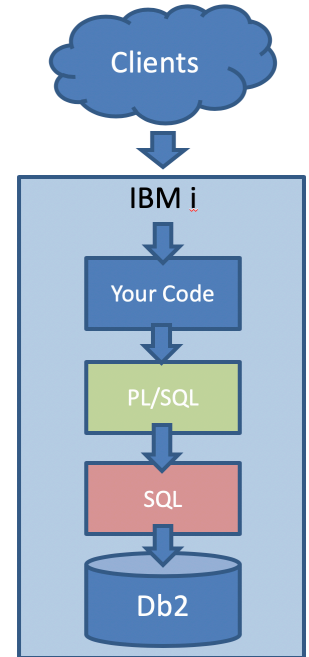 Clients
IBM i
Your Code
PL/SQL
SQL
Db2